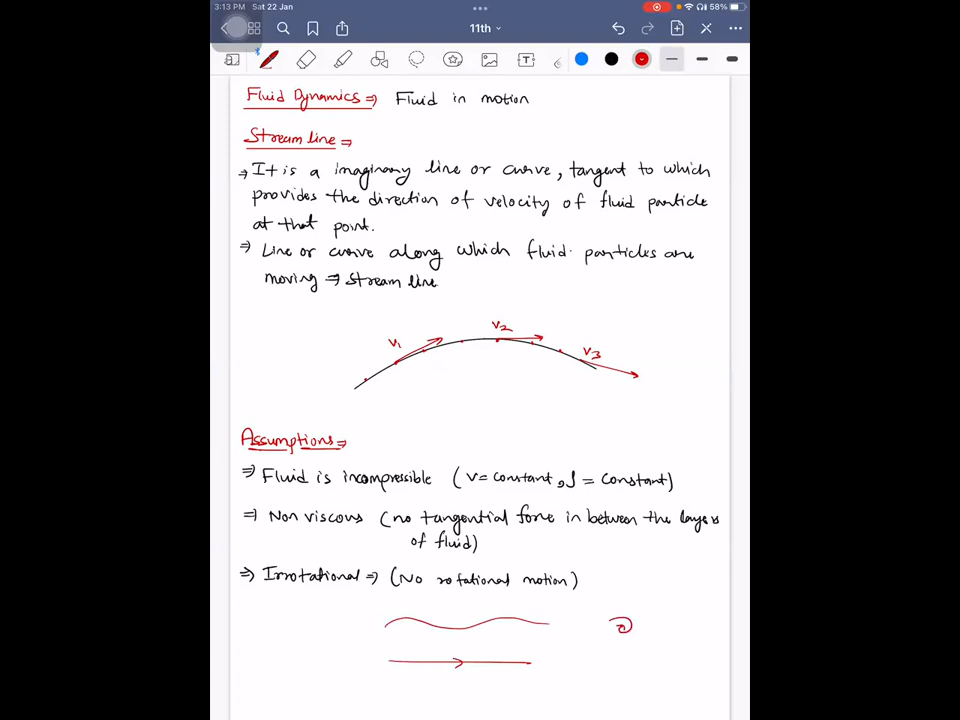 3:13 PM Sat 22 Jan
58%
11th
Fluid Dynamics ⇒ Fluid in motion
Stream line ⇒
→ It is a imaginary line or curve, tangent to which
provides the direction of velocity of fluid particle
at that point.
⇒ Line or curve along which fluid particles are
moving ⇒ stream line
V1
V2
V3
Assumptions ⇒
⇒ Fluid is incompressible (V = constant, ρ = constant)
⇒ Non viscous (no tangential force in between the layers
of fluid)
⇒ Irrotational ⇒ (No rotational motion)